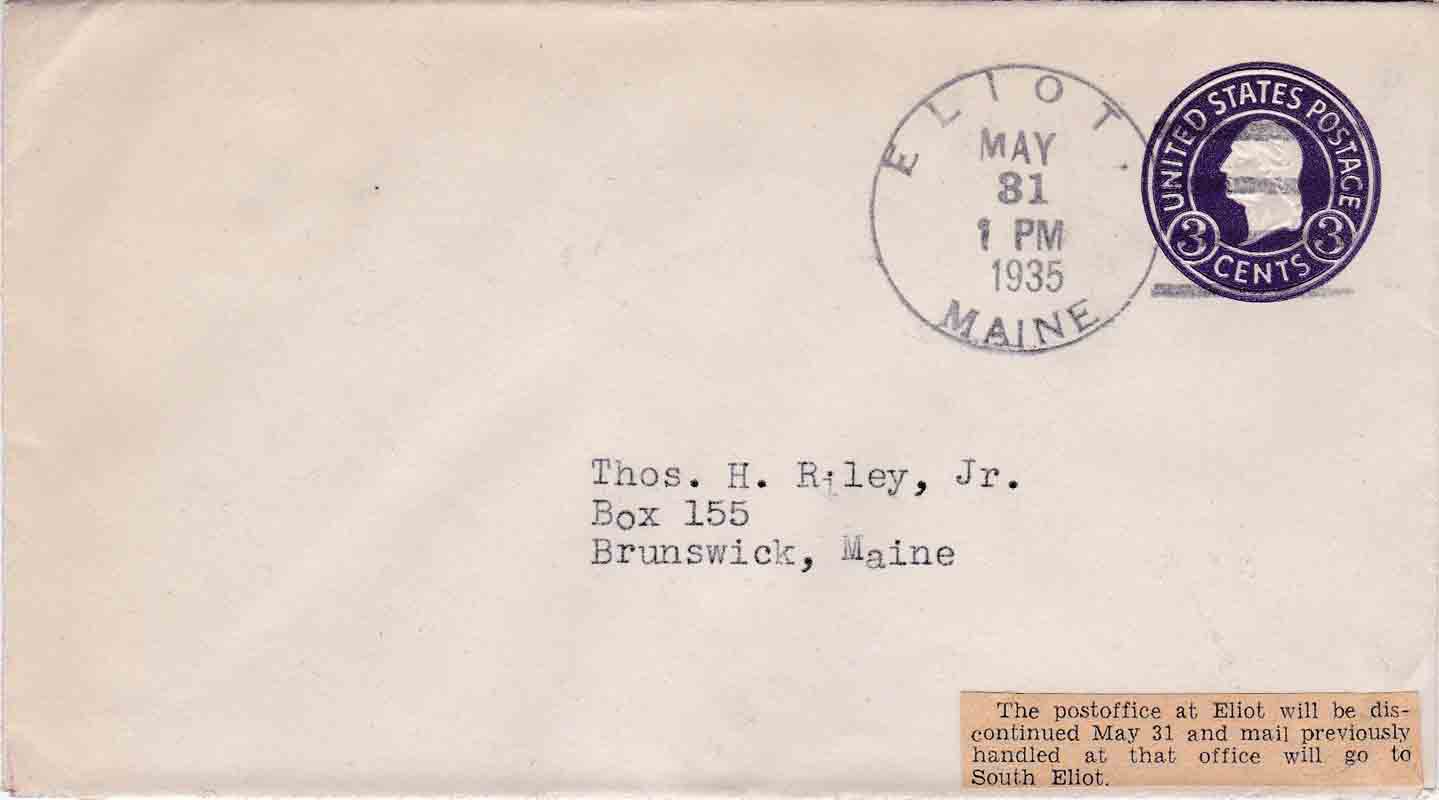 ELIOT
MAY
31
1 PM
1935
MAINE
UNITED STATES POSTAGE
3 3
CENTS
Thos. H. Riley, Jr.
Box 155
Brunswick, Maine
The postoffice at Eliot will be dis-
continued May 31 and mail previously
handled at that office will go to
South Eliot.